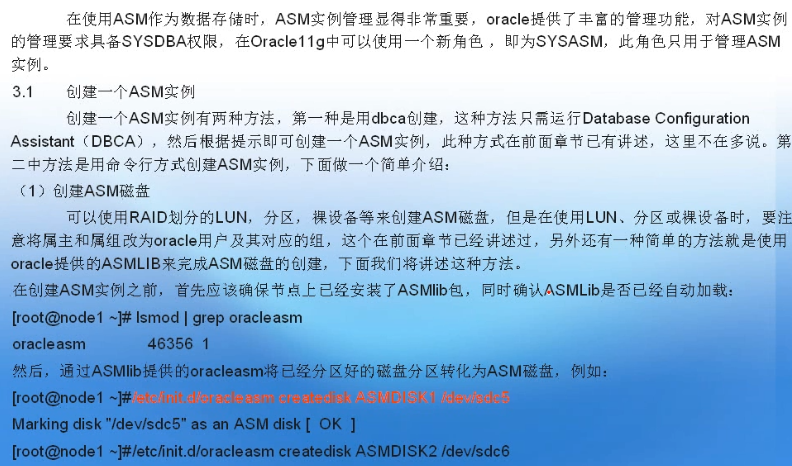 在使用ASM作为数据存储时，ASM实例管理显得非常重要，oracle提供了丰富的管理功能，对ASM实例
的管理要求具备SYSDBA权限，在Oracle11g中可以使用一个新角色，即为SYSASM，此角色只用于管理ASM
实例。
3.1 创建一个ASM实例
创建一个ASM实例有两种方法，第一种是用dbca创建，这种方法只需运行Database Configuration
Assistant（DBCA），然后根据提示即可创建一个ASM实例，此种方式在前面章节已有讲述，这里不在多说。第
二中方法是用命令行方式创建ASM实例，下面做一个简单介绍：
（1）创建ASM磁盘
可以使用RAID划分的LUN，分区，裸设备等来创建ASM磁盘，但是在使用LUN、分区或裸设备时，要注
意将属主和属组改为oracle用户及其对应的组，这个在前面章节已经讲述过，另外还有一种简单的方法就是使用
oracle提供的ASMLIB来完成ASM磁盘的创建，下面我们将讲述这种方法。
在创建ASM实例之前，首先应该确保节点上已经安装了ASMlib包，同时确认ASMLib是否已经自动加载：
[root@node1 ~]# lsmod | grep oracleasm
oracleasm 46356 1
然后，通过ASMlib提供的oracleasm将已经分区好的磁盘分区转化为ASM磁盘，例如：
[root@node1 ~]#/etc/init.d/oracleasm createdisk ASMDISK1 /dev/sdc5
Marking disk "/dev/sdc5" as an ASM disk [ OK ]
[root@node1 ~]#/etc/init.d/oracleasm createdisk ASMDISK2 /dev/sdc6